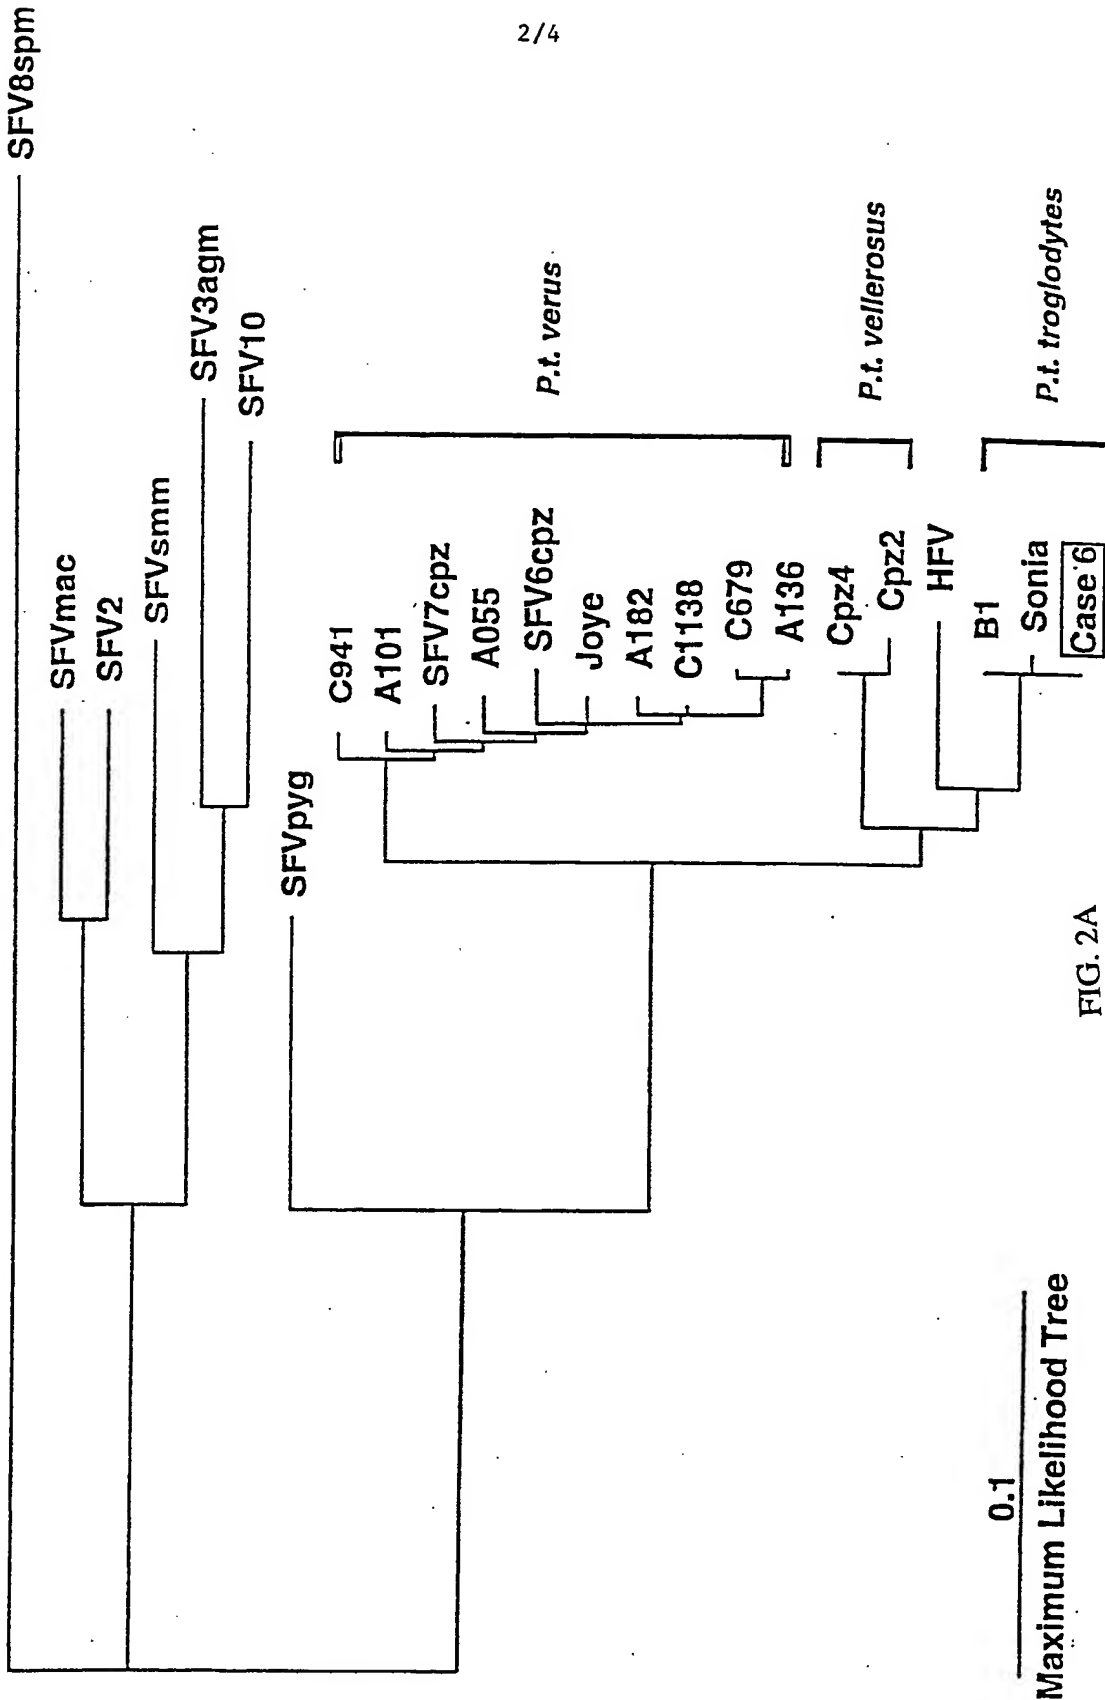 2/4
SFV8spm
SFVmac
SFV2
SFVsmm
SFV3agm
SFV10
SFVpyg
C941
A101
SFV7cpz
A055
SFV6cpz
Joye
A182
C1138
C679
A136
Cpz4
Cpz2
HFV
B1
Sonia
Case 6
P.t. verus
P.t. vellerosus
P.t. troglodytes
0.1
Maximum Likelihood Tree
FIG. 2A